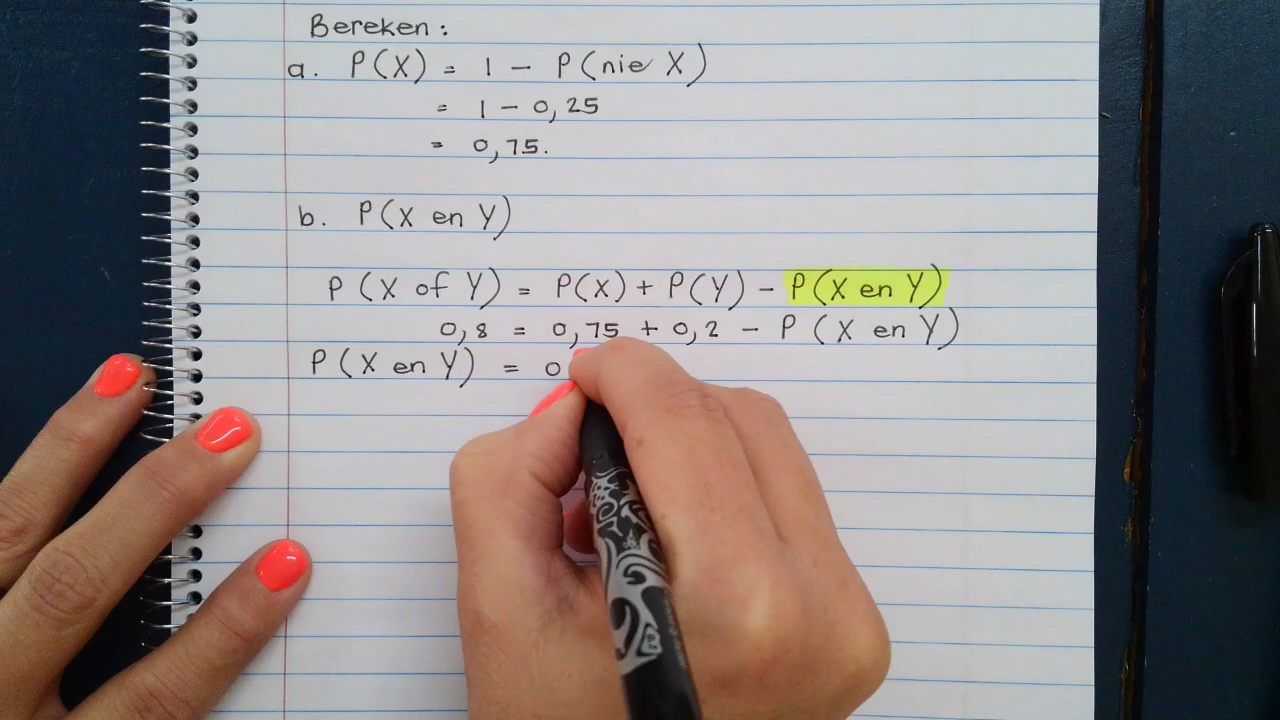 Bereken :
a. P(X) = 1 - P(nie X)
= 1 - 0,25
= 0,75.
b. P(X en Y)
P(X of Y) = P(X) + P(Y) - P(X en Y)
0,8 = 0,75 + 0,2 - P(X en Y)
P(X en Y) = 0